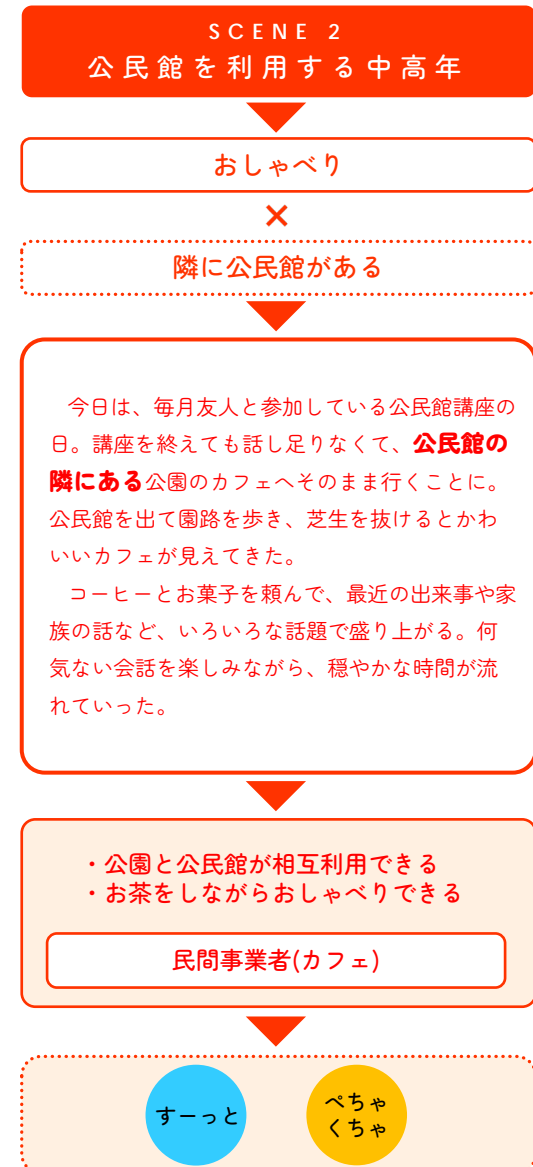 SCENE 2
公民館を利用する中高年
おしゃべり
×
隣に公民館がある
今日は、毎月友人と参加している公民館講座の
日。講座を終えても話し足りなくて、公民館の
隣にある公園のカフェへそのまま行くことに。
公民館を出て園路を歩き、芝生を抜けるとかわ
いいカフェが見えてきた。
コーヒーとお菓子を頼んで、最近の出来事や家
族の話など、いろいろな話題で盛り上がる。何
気ない会話を楽しみながら、穏やかな時間が流
れていった。
・公園と公民館が相互利用できる
・お茶をしながらおしゃべりできる
民間事業者(カフェ)
すーっと
ぺちゃ
くちゃ